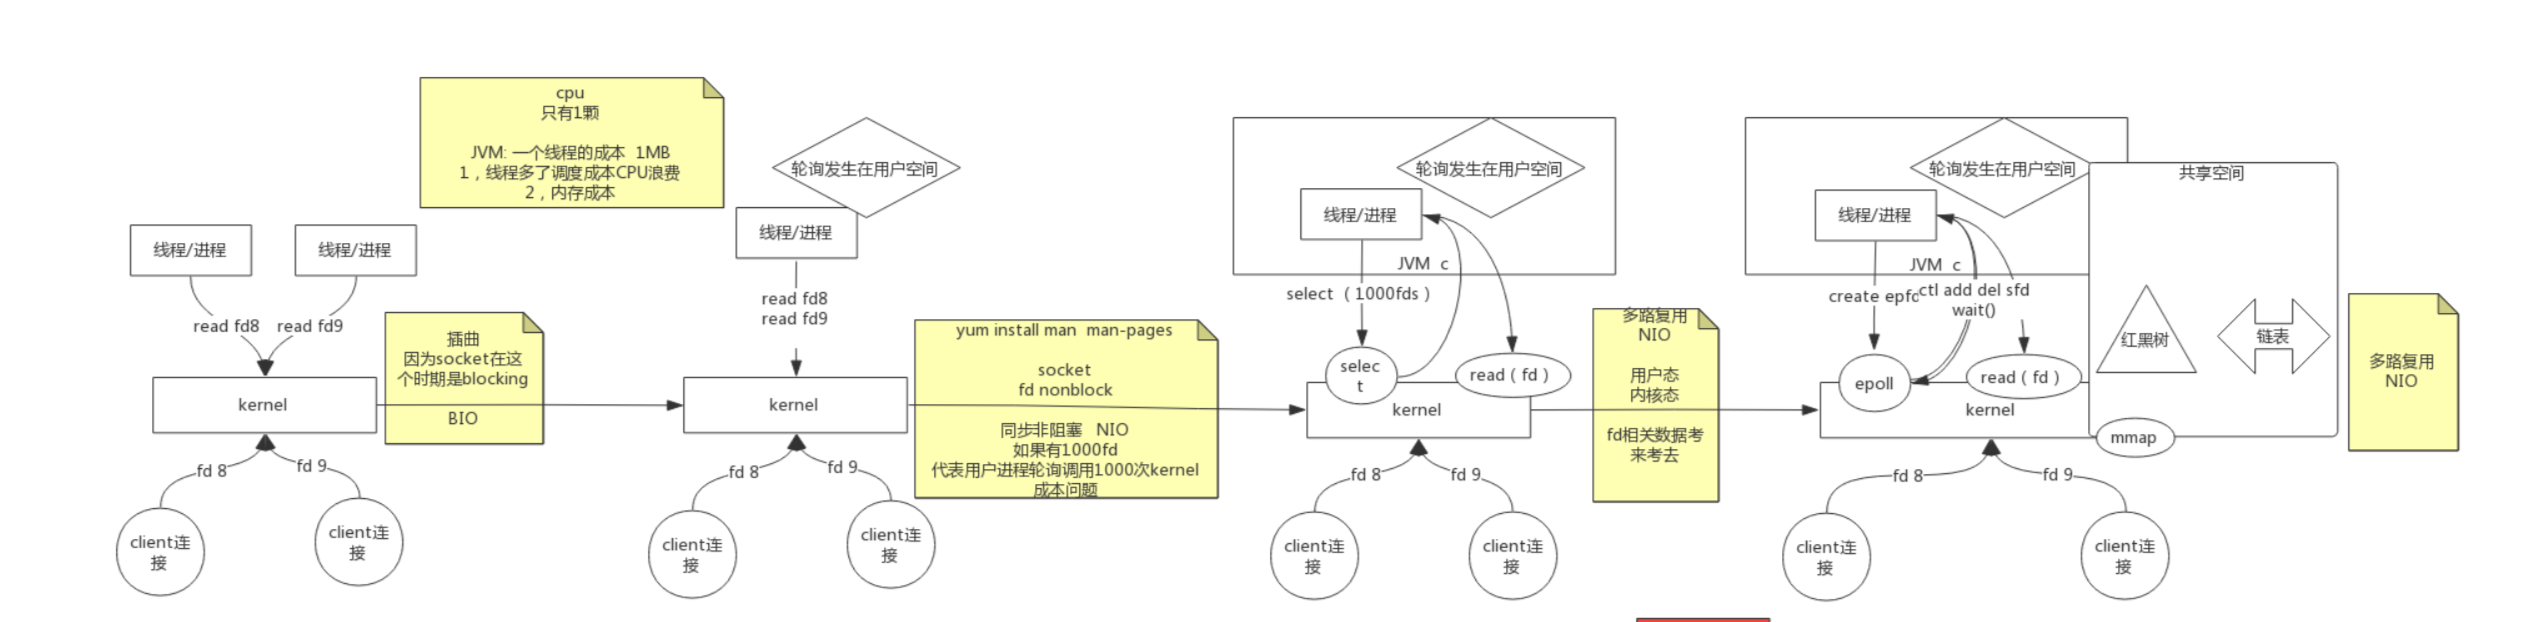 cpu
只有1颗
JVM: 一个线程的成本 1MB
1，线程多了调度成本CPU浪费
2，内存成本
线程/进程
线程/进程
read fd8
read fd9
插曲
因为socket在这
个时期是blocking
BIO
kernel
fd 8
fd 9
client连
接
client连
接
轮询发生在用户空间
线程/进程
read fd8
read fd9
kernel
fd 8
fd 9
client连
接
client连
接
yum install man man-pages
socket
fd nonblock
同步非阻塞 NIO
如果有1000fd
代表用户进程轮询调用1000次kernel
成本问题
轮询发生在用户空间
线程/进程
JVM c
select （1000fds）
selec
t
read（fd）
kernel
fd 8
fd 9
client连
接
client连
接
多路复用
NIO
用户态
内核态
fd相关数据考
来考去
轮询发生在用户空间
线程/进程
JVM c
create epfd
ctl add del sfd
wait()
epoll
read（fd）
kernel
fd 8
fd 9
client连
接
client连
接
共享空间
红黑树
链表
mmap
多路复用
NIO